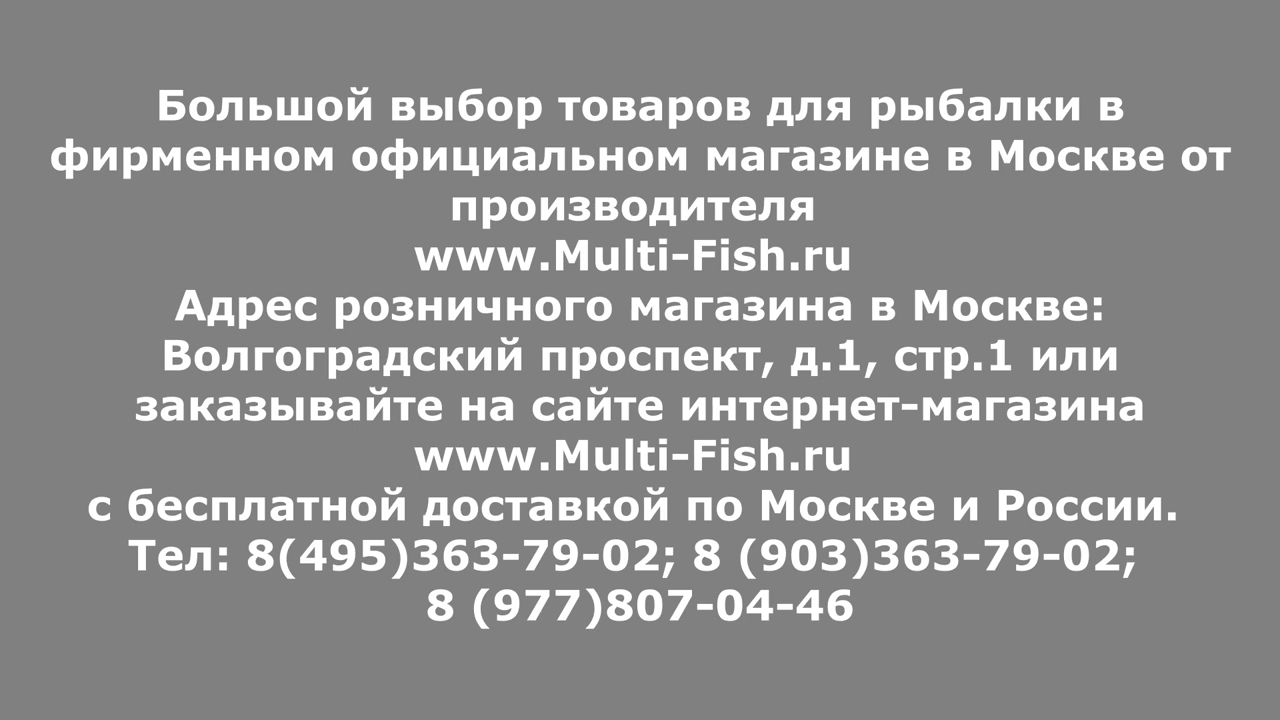 Большой выбор товаров для рыбалки в
фирменном официальном магазине в Москве от
производителя
www.Multi-Fish.ru
Адрес розничного магазина в Москве:
Волгоградский проспект, д.1, стр.1 или
заказывайте на сайте интернет-магазина
www.Multi-Fish.ru
с бесплатной доставкой по Москве и России.
Тел: 8(495)363-79-02; 8 (903)363-79-02;
8 (977)807-04-46